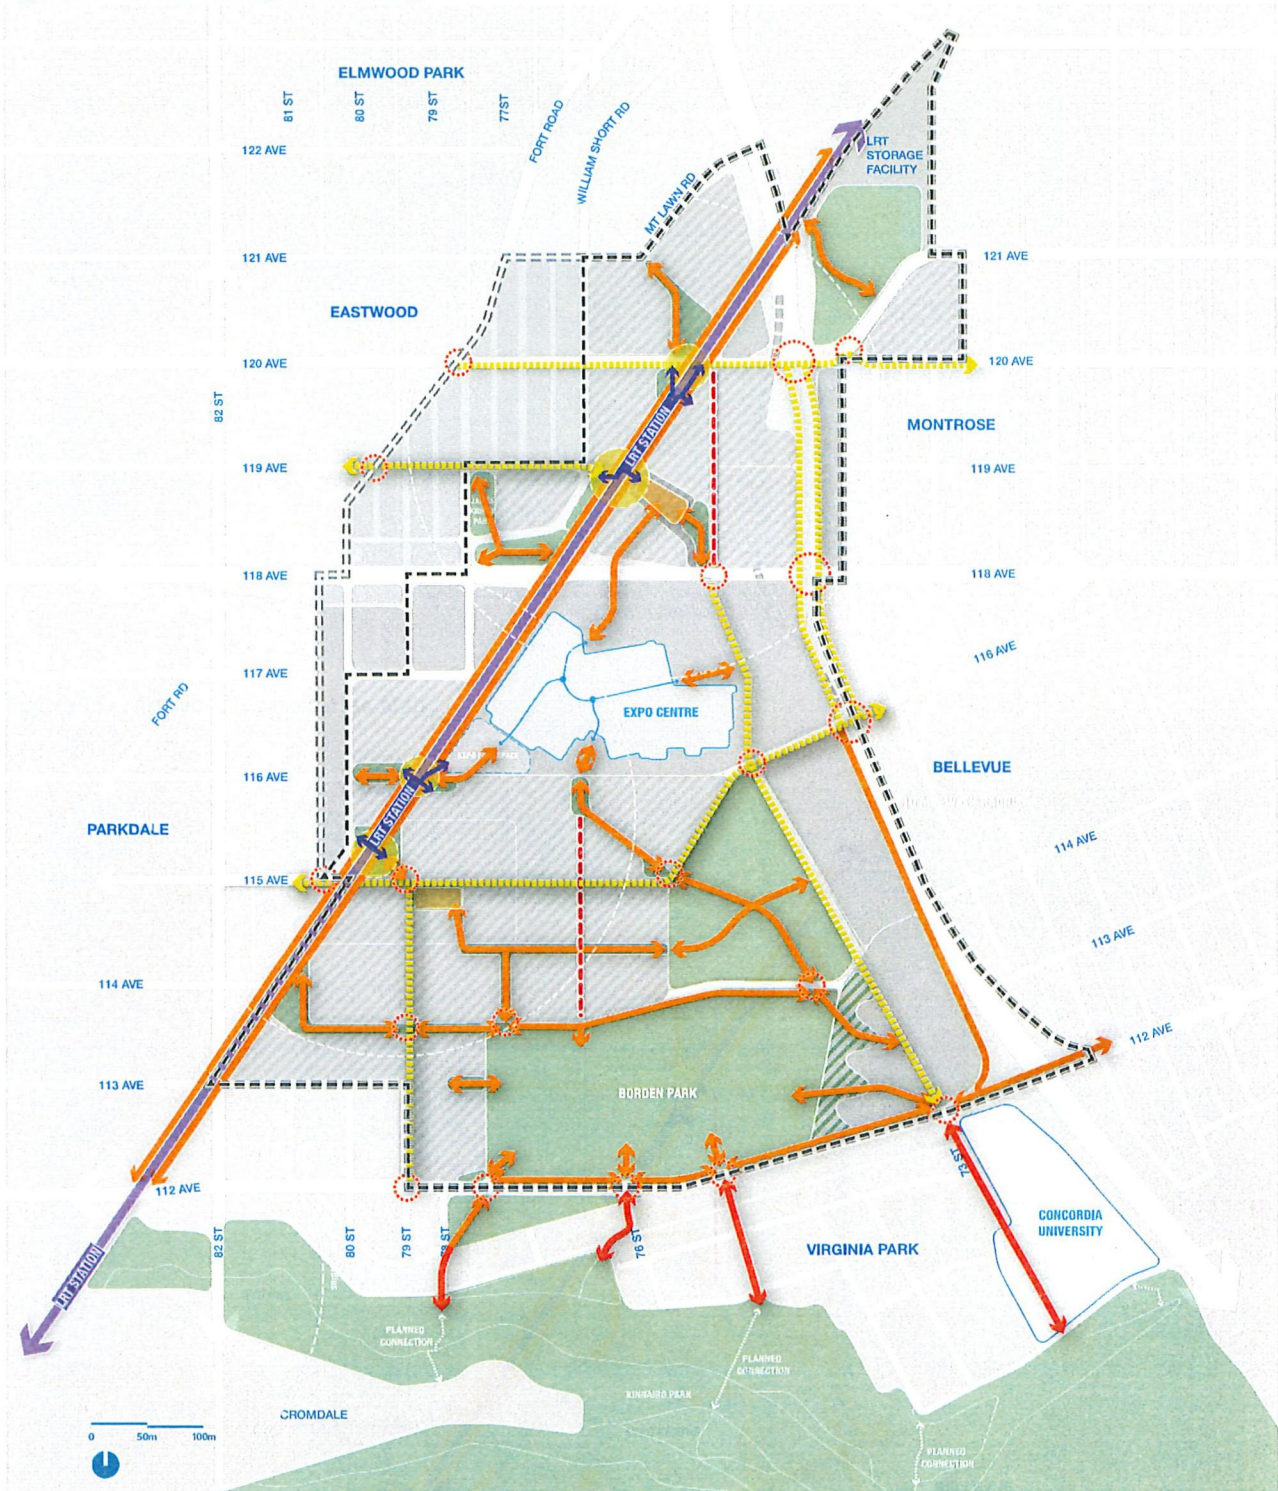 ELMWOOD PARK
81 ST
80 ST
79 ST
77ST
FORT ROAD
WILLIAM SHORT RD
122 AVE
LRT
STORAGE
FACILITY
MT LAWN RD
121 AVE
121 AVE
EASTWOOD
120 AVE
120 AVE
82 ST
MONTROSE
LRT STATION
119 AVE
119 AVE
118 AVE
118 AVE
116 AVE
117 AVE
FORT RD
EXPO CENTRE
116 AVE
BELLEVUE
LRT STATION
PARKDALE
114 AVE
115 AVE
113 AVE
114 AVE
112 AVE
113 AVE
BORDEN PARK
73 ST
112 AVE
CONCORDIA
UNIVERSITY
82 ST
80 ST
79 ST
76 ST
VIRGINIA PARK
LRT STATION
PLANNED
CONNECTION
PLANNED
CONNECTION
KINNAIRD PARK
CROMDALE
0 50m 100m
PLANNED
CONNECTION